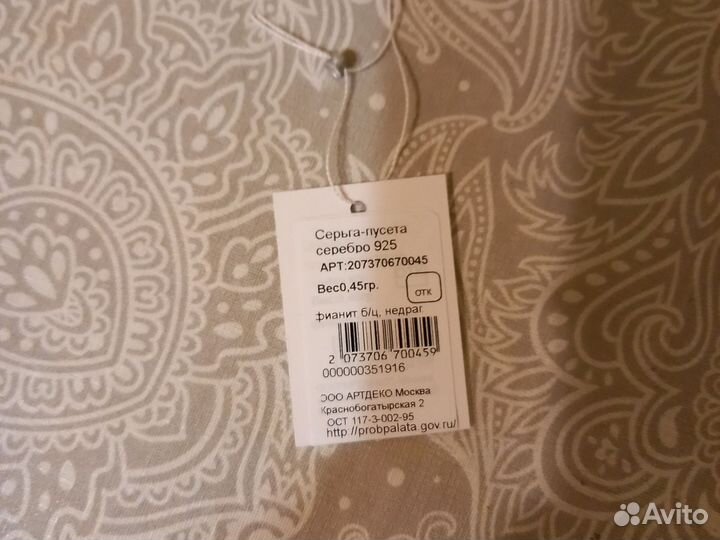 Серьга-пусета
серебро 925
АРТ:207370670045
Вес0,45гр.
отк
фианит б/ц, недраг
2 073706 700459
000000351916
ООО АРТДЕКО Москва
Краснобогатырская 2
ОСТ 117-3-002-95
http://probpalata.gov.ru/
Avito